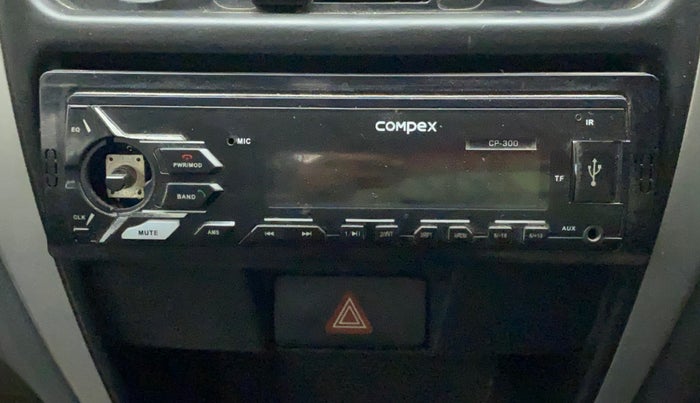 EQ
MIC
PWR/MOD
BAND
CLK
MUTE
AMS
COMPEX
CP-300
IR
TF
AUX